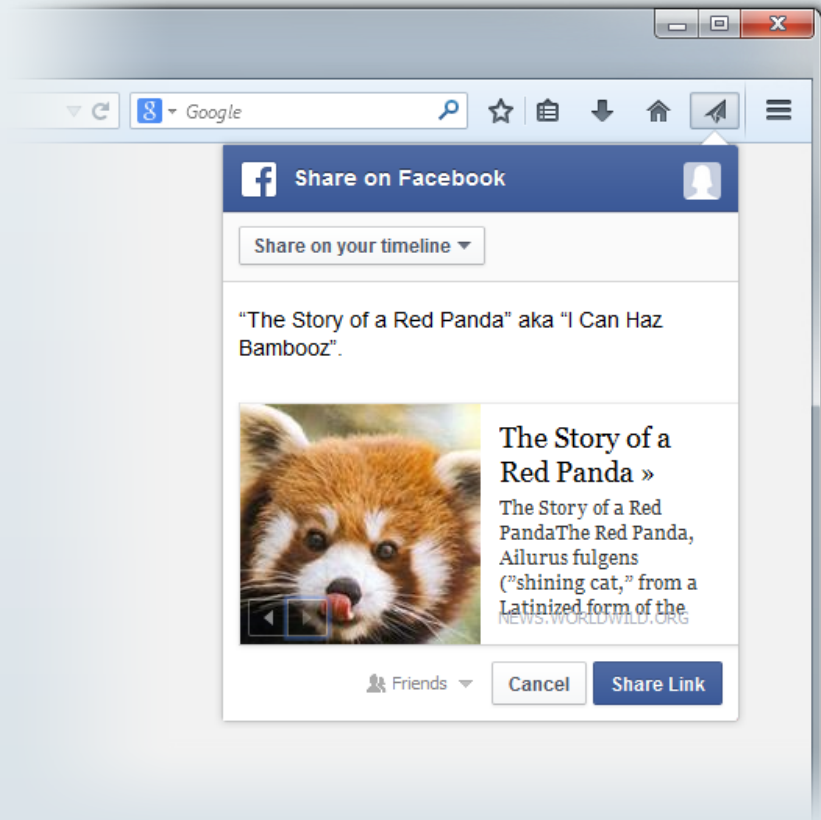 Google
Share on Facebook
Share on your timeline
“The Story of a Red Panda” aka “I Can Haz
Bambooz”.
The Story of a
Red Panda »
The Story of a Red
PandaThe Red Panda,
Ailurus fulgens
(”shining cat,” from a
Latinized form of the
NEWS.WORLDWILD.ORG
Friends
Cancel
Share Link